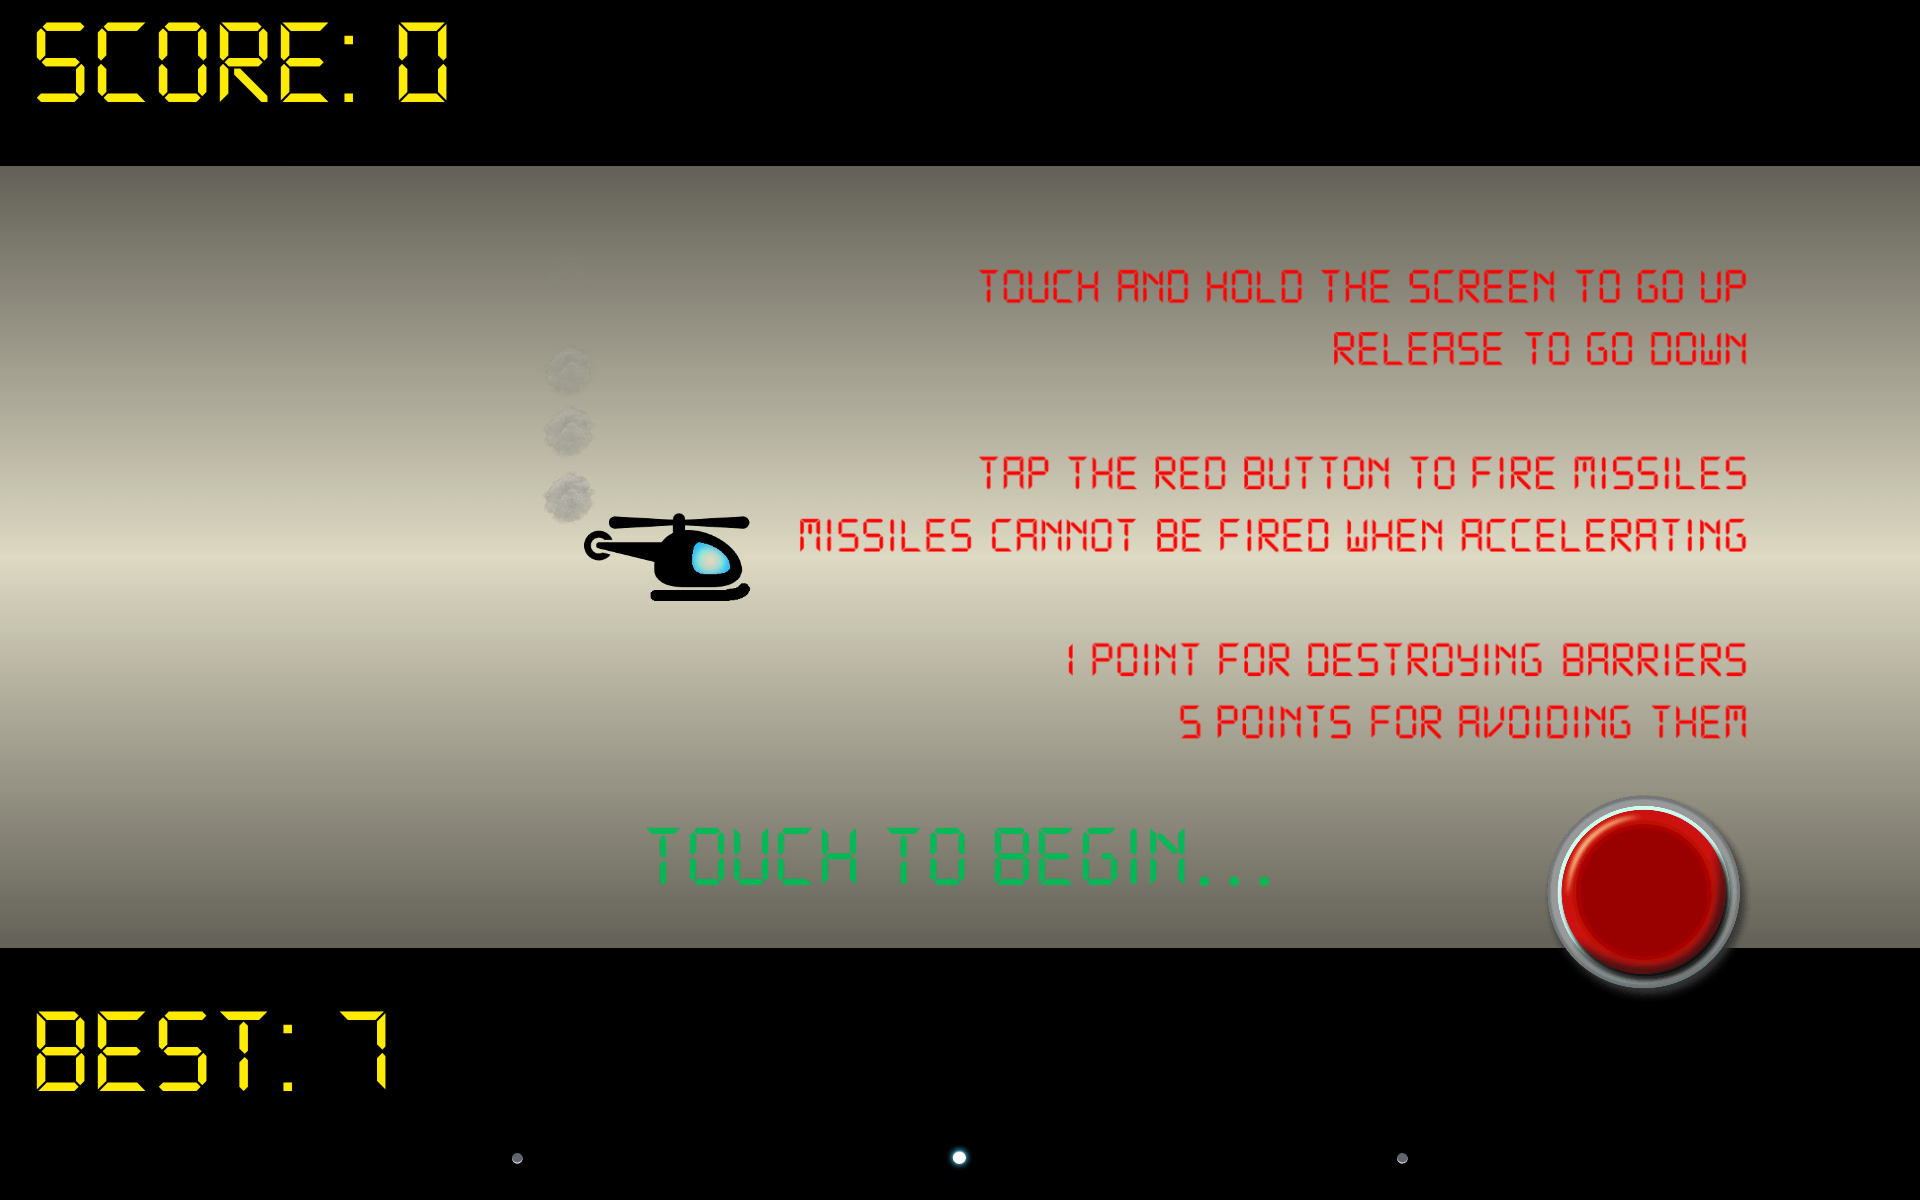 SCORE: 0
TOUCH AND HOLD THE SCREEN TO GO UP
RELEASE TO GO DOWN
TAP THE RED BUTTON TO FIRE MISSILES
MISSILES CANNOT BE FIRED WHEN ACCELERATING
1 POINT FOR DESTROYING BARRIERS
5 POINTS FOR AVOIDING THEM
TOUCH TO BEGIN...
BEST: 7